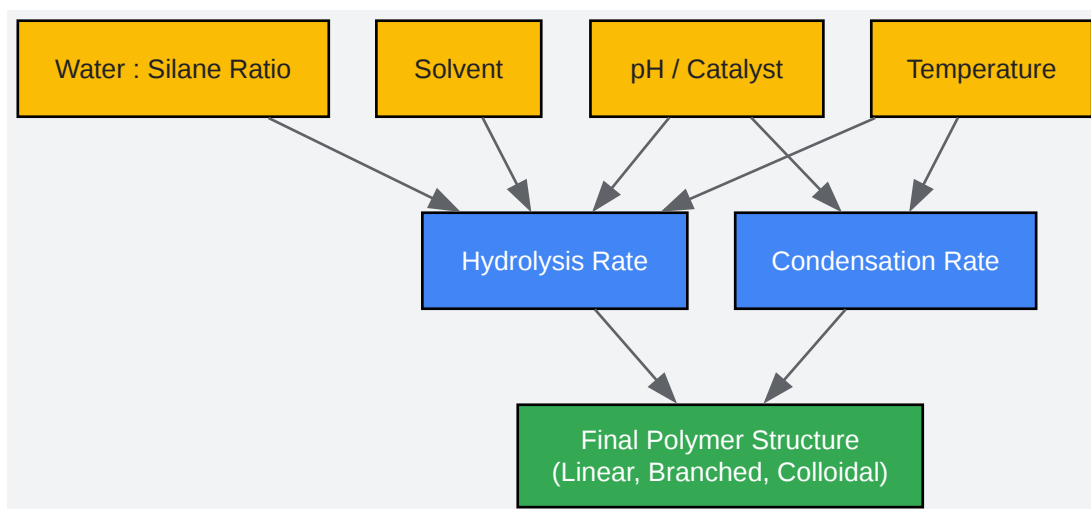 Water : Silane Ratio
Solvent
pH / Catalyst
Temperature
Hydrolysis Rate
Condensation Rate
Final Polymer Structure
(Linear, Branched, Colloidal)